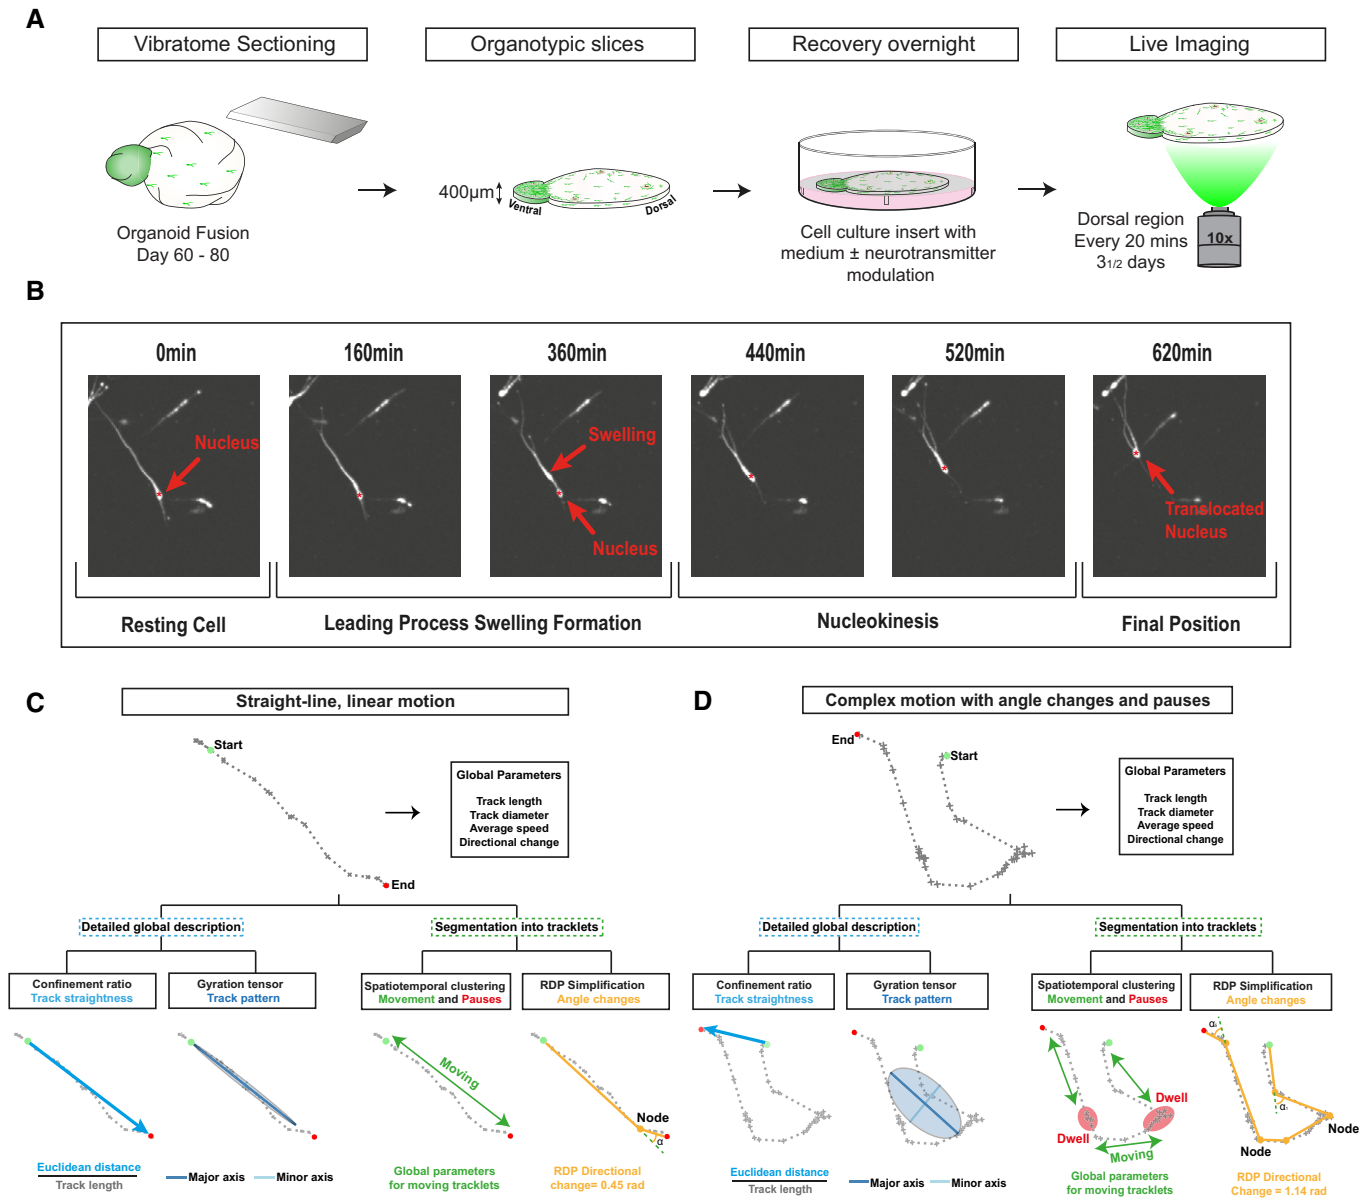 A
Vibratome Sectioning
Organotypic slices
Recovery overnight
Live Imaging
400μm
Ventral
Dorsal
Organoid Fusion
Day 60 - 80
Cell culture insert with
medium ± neurotransmitter
modulation
Dorsal region
Every 20 mins
3 1/2 days
10x
B
0min
160min
360min
440min
520min
620min
Nucleus
Swelling
Nucleus
Translocated
Nucleus
Resting Cell
Leading Process Swelling Formation
Nucleokinesis
Final Position
C
Straight-line, linear motion
Start
End
Global Parameters
Track length
Track diameter
Average speed
Directional change
Detailed global description
Segmentation into tracklets
Confinement ratio
Track straightness
Gyration tensor
Track pattern
Spatiotemporal clustering
Movement and Pauses
RDP Simplification
Angle changes
Moving
Node
α
Euclidean distance
Track length
Major axis
Minor axis
Global parameters
for moving tracklets
RDP Directional
change= 0.45 rad
D
Complex motion with angle changes and pauses
End
Start
Global Parameters
Track length
Track diameter
Average speed
Directional change
Detailed global description
Segmentation into tracklets
Confinement ratio
Track straightness
Gyration tensor
Track pattern
Spatiotemporal clustering
Movement and Pauses
RDP Simplification
Angle changes
Dwell
Dwell
Moving
Node
Node
Euclidean distance
Track length
Major axis
Minor axis
Global parameters
for moving tracklets
RDP Directional
Change = 1.14 rad